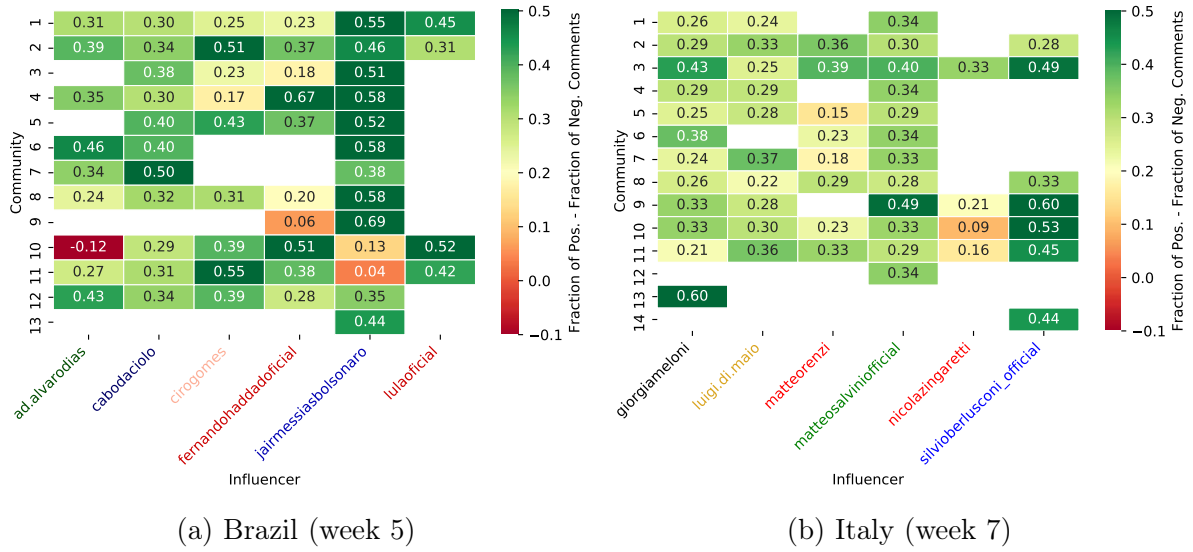 1 0.31 0.30 0.25 0.23 0.55 0.45
2 0.39 0.34 0.51 0.37 0.46 0.31
3 0.38 0.23 0.18 0.51
4 0.35 0.30 0.17 0.67 0.58
5 0.40 0.43 0.37 0.52
6 0.46 0.40 0.58
7 0.34 0.50 0.38
8 0.24 0.32 0.31 0.20 0.58
9 0.06 0.69
10 -0.12 0.29 0.39 0.51 0.13 0.52
11 0.27 0.31 0.55 0.38 0.04 0.42
12 0.43 0.34 0.39 0.28 0.35
13 0.44
Community
ad.alvarodias
cabodaciolo
cirogomes
fernandohaddadoficial
jairmessiasbolsonaro
lulaoficial
Influencer
0.5
0.4
0.3
0.2
0.1
0.0
−0.1
Fraction of Pos. - Fraction of Neg. Comments
(a) Brazil (week 5)
1 0.26 0.24 0.34
2 0.29 0.33 0.36 0.30 0.28
3 0.43 0.25 0.39 0.40 0.33 0.49
4 0.29 0.29 0.34
5 0.25 0.28 0.15 0.29
6 0.38 0.23 0.34
7 0.24 0.37 0.18 0.33
8 0.26 0.22 0.29 0.28 0.33
9 0.33 0.28 0.49 0.21 0.60
10 0.33 0.30 0.23 0.33 0.09 0.53
11 0.21 0.36 0.33 0.29 0.16 0.45
12 0.34
13 0.60
14 0.44
Community
giorgiameloni
luigi.di.maio
matteorenzi
matteosalviniofficial
nicolazingaretti
silvioberlusconi_official
Influencer
0.5
0.4
0.3
0.2
0.1
0.0
−0.1
Fraction of Pos. - Fraction of Neg. Comments
(b) Italy (week 7)